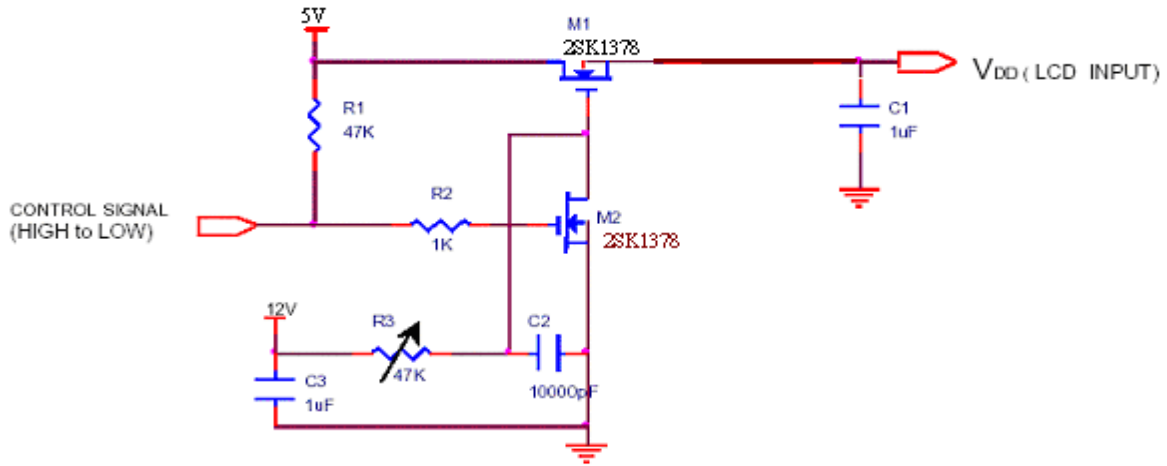 5V
M1
2SK1378
VDD ( LCD INPUT)
R1
47K
C1
1uF
R2
1K
CONTROL SIGNAL
(HIGH to LOW)
M2
2SK1378
12V
R3
47K
C2
10000pF
C3
1uF